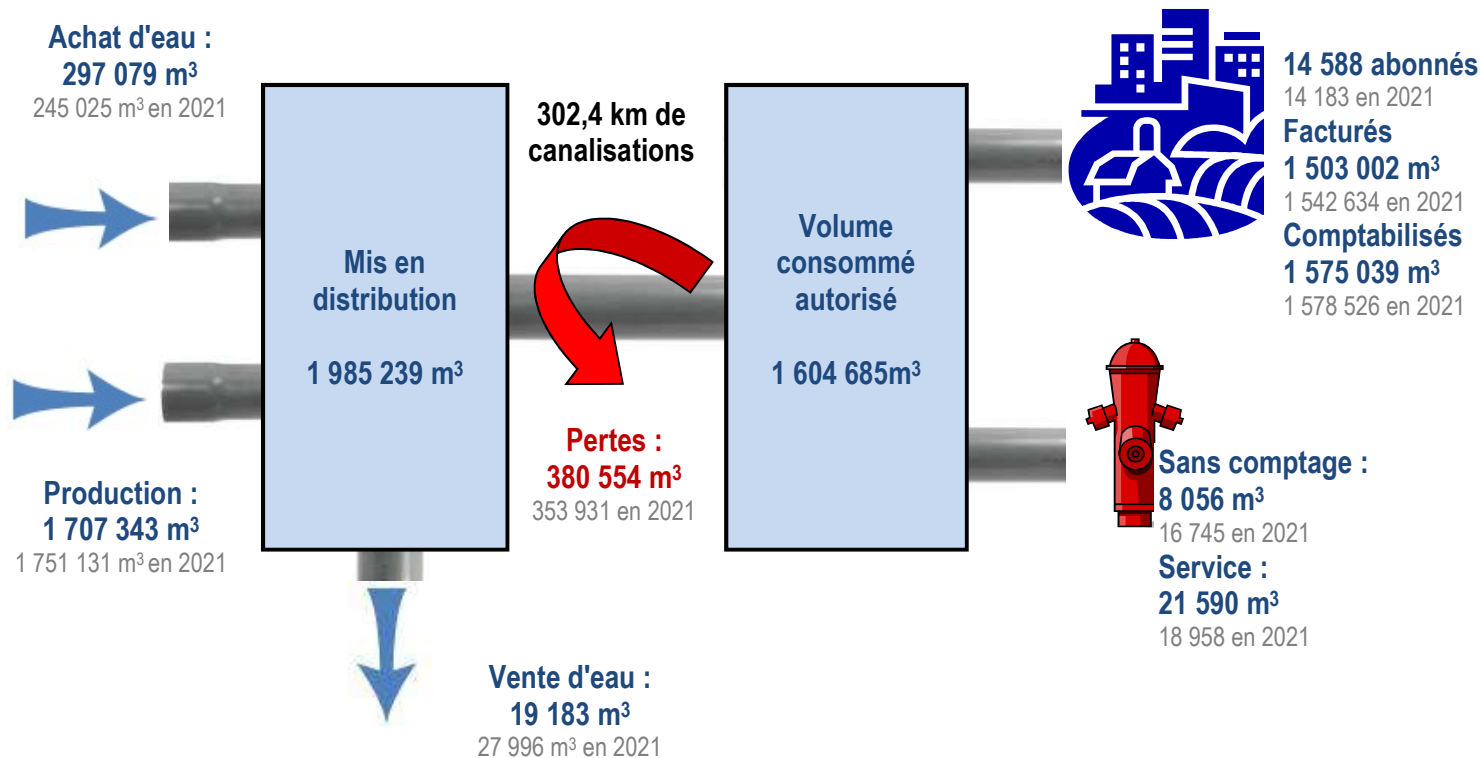 Achat d'eau :
297 079 m³
245 025 m³ en 2021
Mis en
distribution
1 985 239 m³
Production :
1 707 343 m³
1 751 131 m³ en 2021
Vente d'eau :
19 183 m³
27 996 m³ en 2021
302,4 km de
canalisations
Pertes :
380 554 m³
353 931 en 2021
Volume
consommé
autorisé
1 604 685m³
14 588 abonnés
14 183 en 2021
Facturés
1 503 002 m³
1 542 634 en 2021
Comptabilisés
1 575 039 m³
1 578 526 en 2021
Sans comptage :
8 056 m³
16 745 en 2021
Service :
21 590 m³
18 958 en 2021